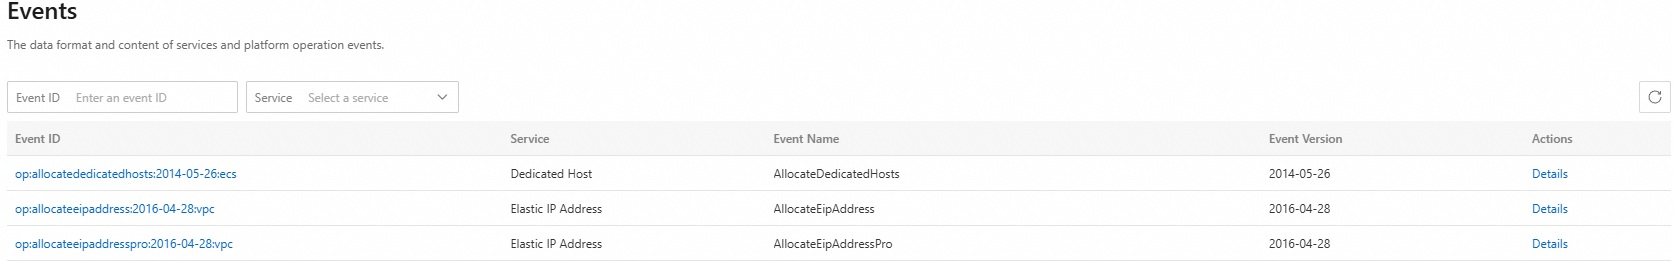 Events
The data format and content of services and platform operation events.
Event ID Enter an event ID Service Select a service
Event ID Service Event Name Event Version Actions
op:allocatededicatedhosts:2014-05-26:ecs Dedicated Host AllocateDedicatedHosts 2014-05-26 Details
op:allocateeipaddress:2016-04-28:vpc Elastic IP Address AllocateEipAddress 2016-04-28 Details
op:allocateeipaddresspro:2016-04-28:vpc Elastic IP Address AllocateEipAddressPro 2016-04-28 Details